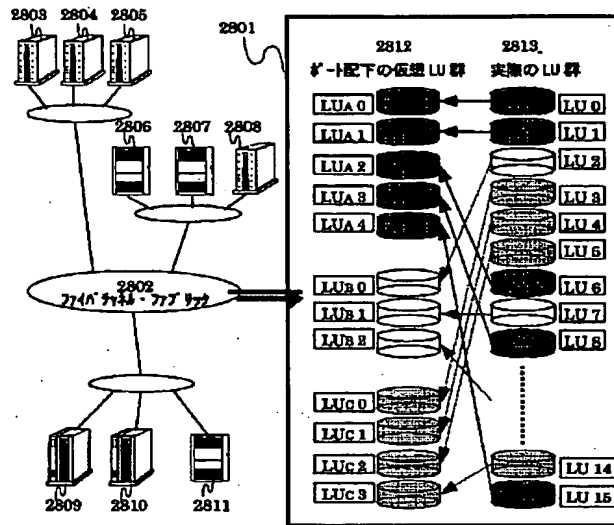 2803 2804 2805
2801
2806 2807 2808
2802
ファイバチャネル・ファブリック
2809 2810 2811
2812
ポート配下の仮想LU群
2813
実際のLU群
LUA 0
LUA 1
LUA 2
LUA 3
LUA 4
LUB 0
LUB 1
LUB 2
LUC 0
LUC 1
LUC 2
LUC 3
LU 0
LU 1
LU 2
LU 3
LU 4
LU 5
LU 6
LU 7
LU 8
LU 14
LU 15